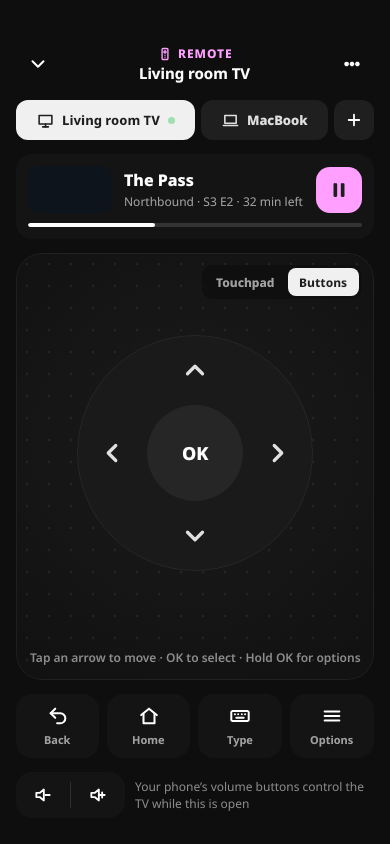 REMOTE
Living room TV
Living room TV
MacBook
The Pass
Northbound · S3 E2 · 32 min left
Touchpad
Buttons
OK
Tap an arrow to move · OK to select · Hold OK for options
Back
Home
Type
Options
Your phone’s volume buttons control the
TV while this is open